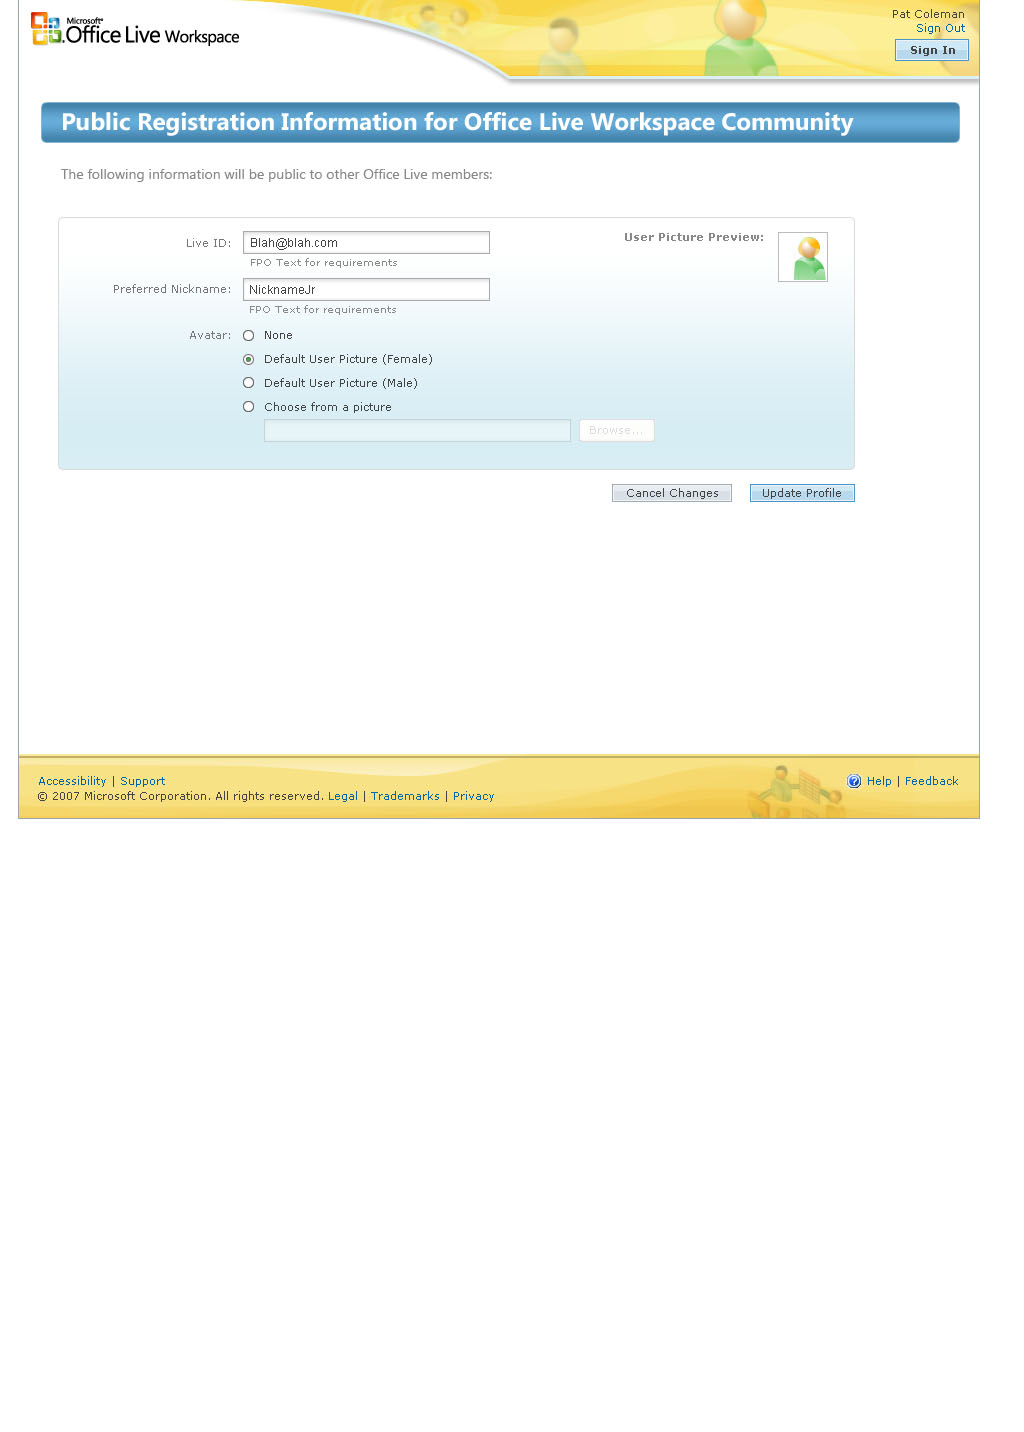 Microsoft®
Office Live Workspace
Pat Coleman
Sign Out
Sign In
Public Registration Information for Office Live Workspace Community
The following information will be public to other Office Live members:
Live ID: Blah@blah.com
FPO Text for requirements
User Picture Preview:
Preferred Nickname: NicknameJr
FPO Text for requirements
Avatar: None
Default User Picture (Female)
Default User Picture (Male)
Choose from a picture
Browse...
Cancel Changes Update Profile
Accessibility | Support
Help | Feedback
© 2007 Microsoft Corporation. All rights reserved. Legal | Trademarks | Privacy